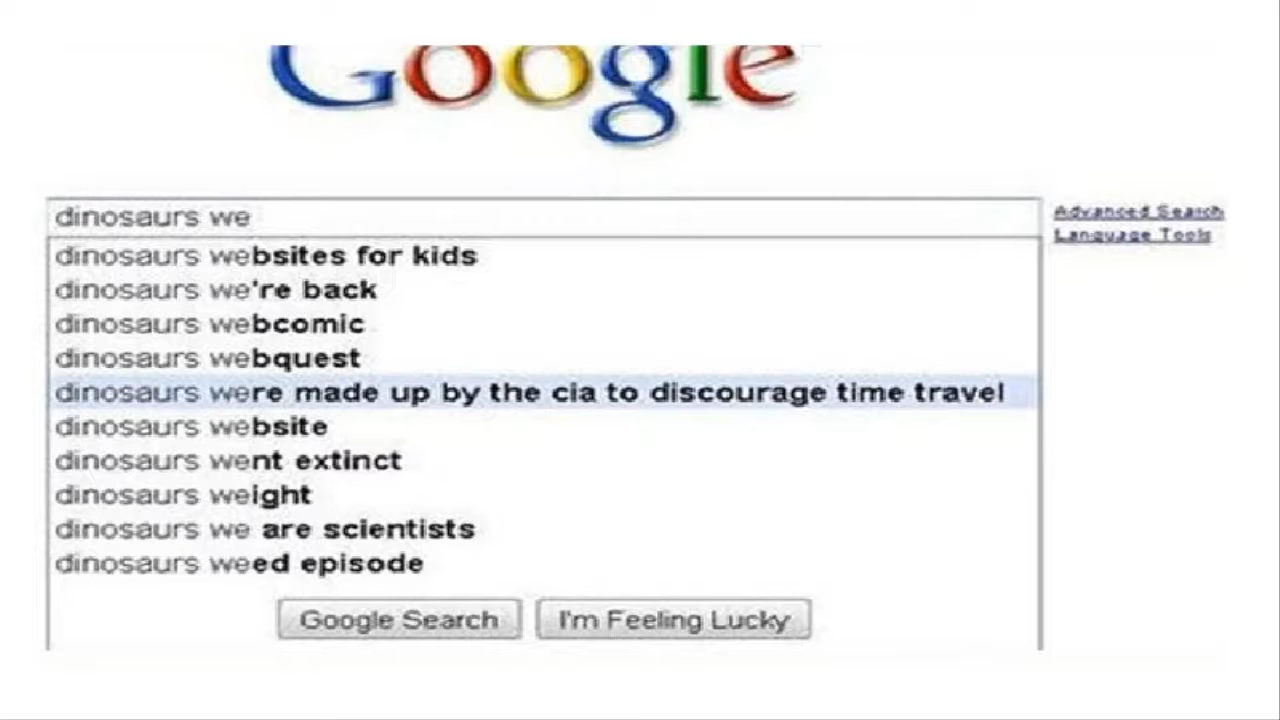 Google
dinosaurs we
Advanced Search
Language Tools
dinosaurs websites for kids
dinosaurs we're back
dinosaurs webcomic
dinosaurs webquest
dinosaurs were made up by the cia to discourage time travel
dinosaurs website
dinosaurs went extinct
dinosaurs weight
dinosaurs we are scientists
dinosaurs weed episode
Google Search I'm Feeling Lucky